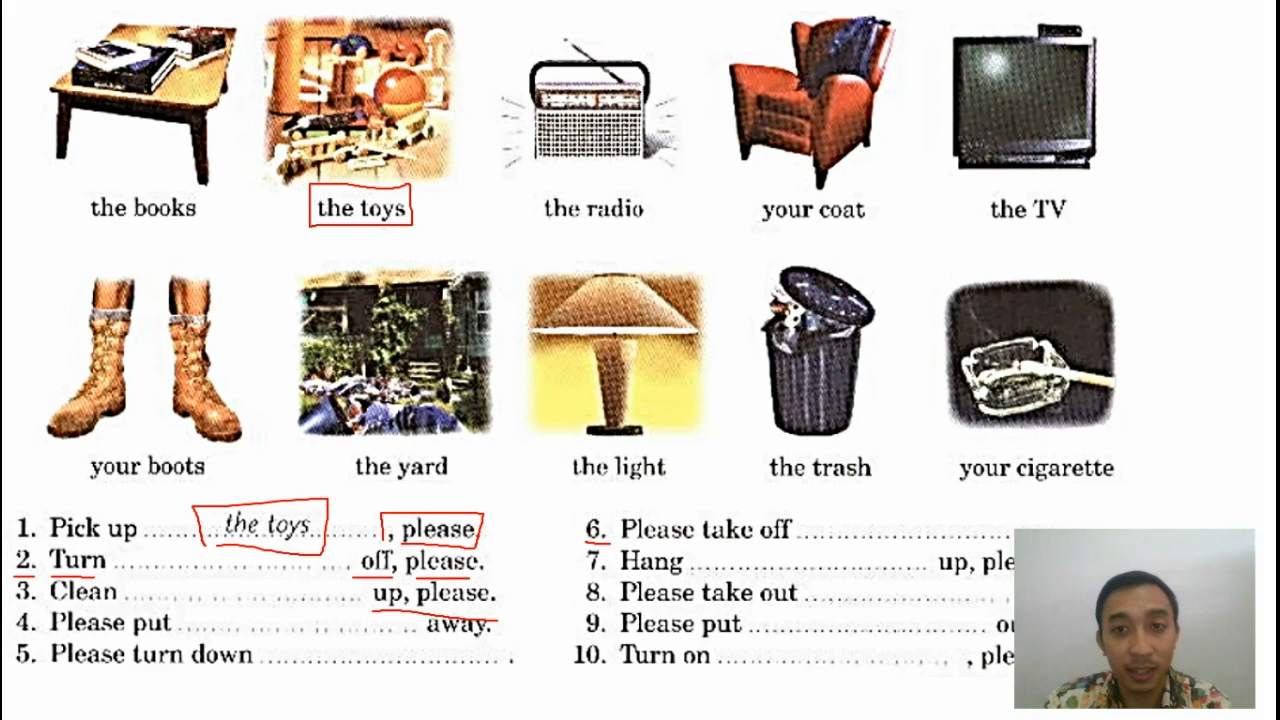 the books the toys the radio your coat the TV
your boots the yard the light the trash your cigarette
1. Pick up ..... the toys ....., please
2. Turn ..... off, please.
3. Clean ..... up, please.
4. Please put ..... away.
5. Please turn down ..... .
6. Please take off .....
7. Hang ..... up, ple
8. Please take out .....
9. Please put ..... ou
10. Turn on ..... , ple